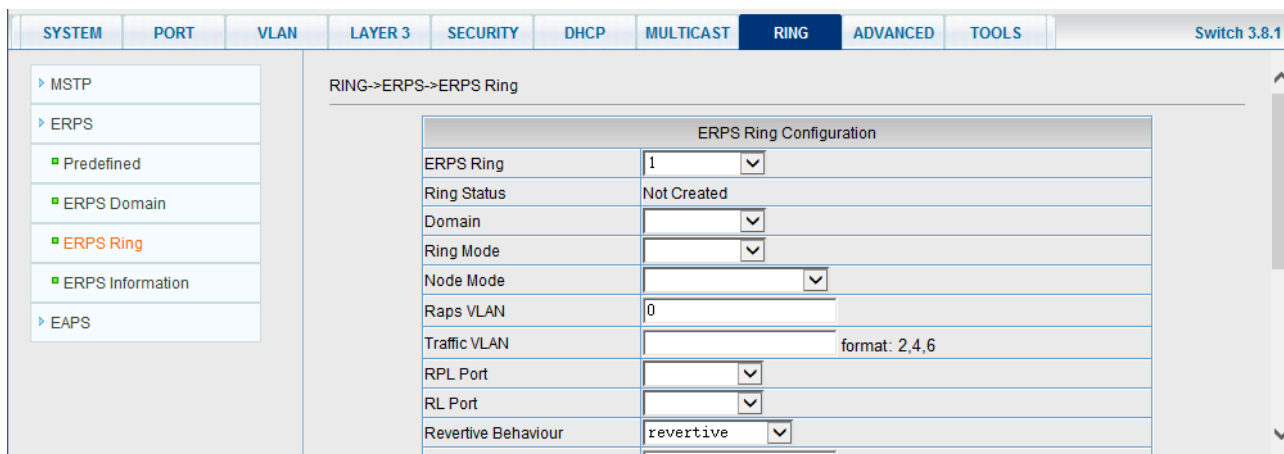 SYSTEM PORT VLAN LAYER 3 SECURITY DHCP MULTICAST RING ADVANCED TOOLS Switch 3.8.1
MSTP
ERPS
Predefined
ERPS Domain
ERPS Ring
ERPS Information
EAPS
RING->ERPS->ERPS Ring
ERPS Ring Configuration
ERPS Ring 1
Ring Status Not Created
Domain
Ring Mode
Node Mode
Raps VLAN 0
Traffic VLAN format: 2,4,6
RPL Port
RL Port
Revertive Behaviour revertive